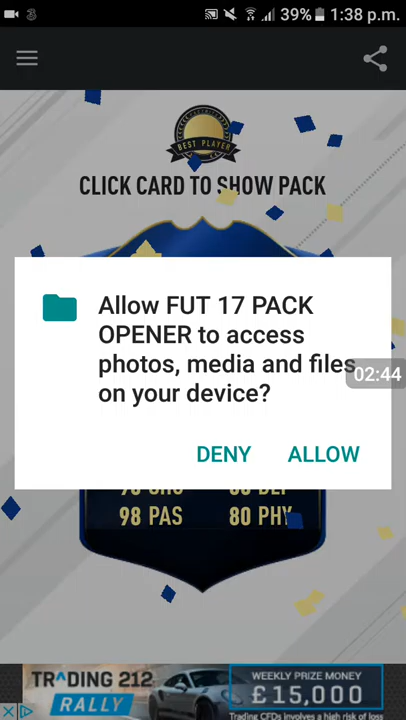 3 39% 1:38 p.m.
BEST PLAYER
CLICK CARD TO SHOW PACK
Allow FUT 17 PACK
OPENER to access
photos, media and files
on your device?
02:44
DENY ALLOW
98 PAS 80 PHY
TRADING 212
RALLY
WEEKLY PRIZE MONEY
£15,000
Trading CFDs involves a high risk of loss